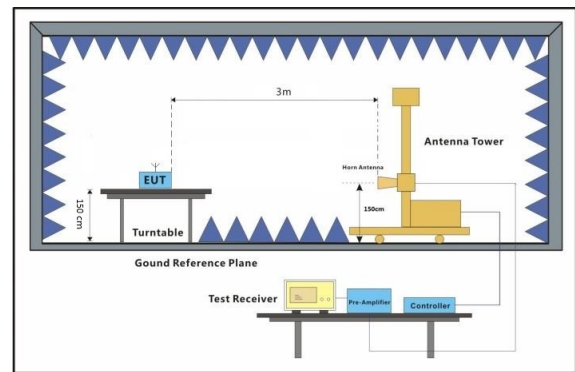 3m
Antenna Tower
Horn Antenna
EUT
150 cm
150cm
Turntable
Gound Reference Plane
Test Receiver
Pre-Amplifier
Controller